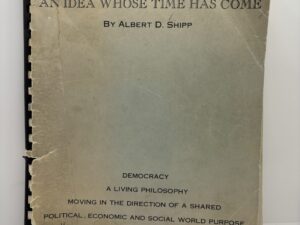 AN IDEA WHOSE TIME HAS COME
BY ALBERT D. SHIPP
DEMOCRACY
A LIVING PHILOSOPHY
MOVING IN THE DIRECTION OF A SHARED
POLITICAL, ECONOMIC AND SOCIAL WORLD PURPOSE